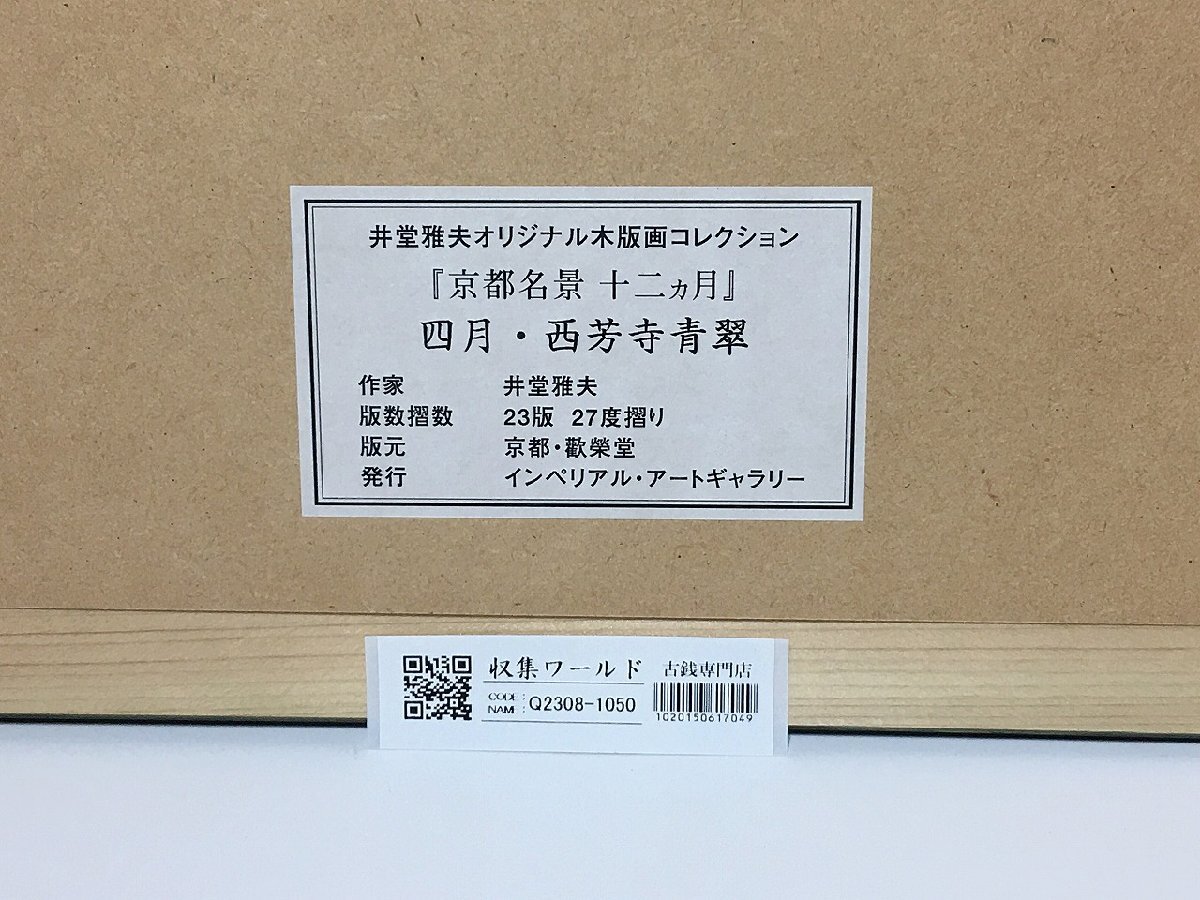 井堂雅夫オリジナル木版画コレクション
『京都名景 十二ヵ月』
四月・西芳寺青翠
作家 井堂雅夫
版数摺数 23版 27度摺り
版元 京都・歡榮堂
発行 インペリアル・アートギャラリー
収集ワールド 古銭専門店
CODE:
NAME: Q2308-1050
1020150617049